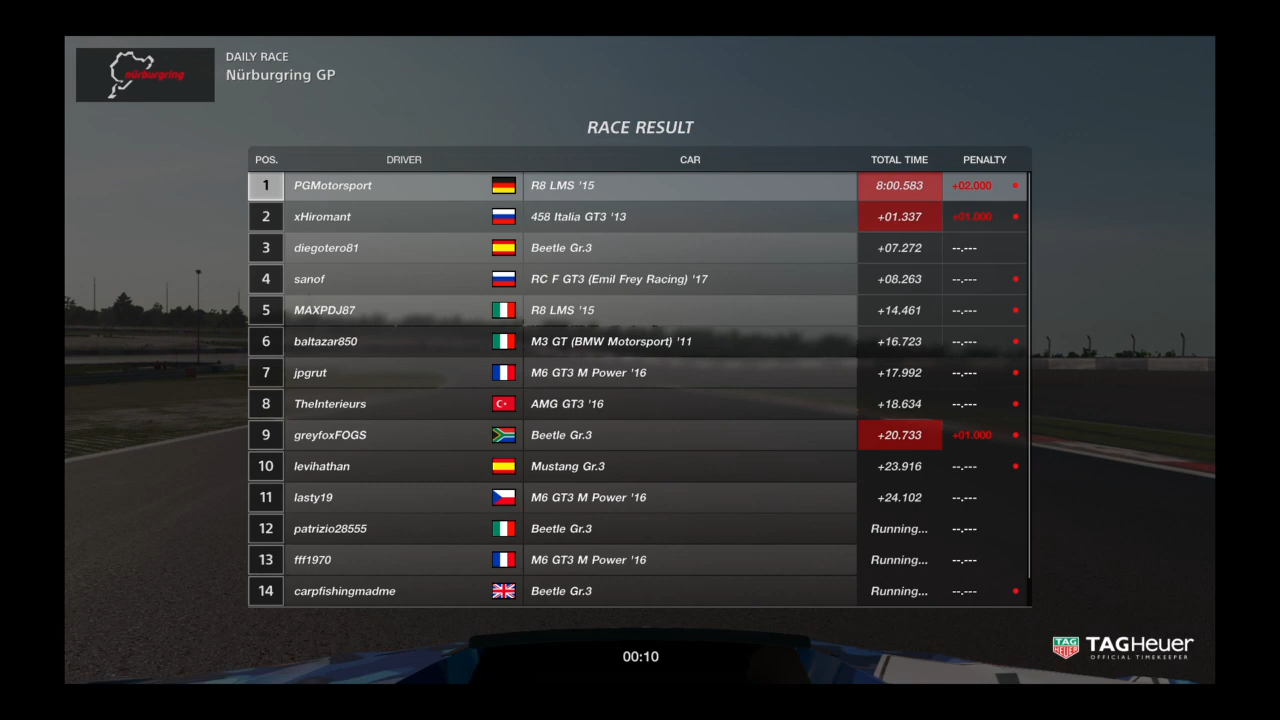 nürburgring
DAILY RACE
Nürburgring GP
RACE RESULT
POS. DRIVER CAR TOTAL TIME PENALTY
1 PGMotorsport R8 LMS '15 8:00.583 +02.000
2 xHiromant 458 Italia GT3 '13 +01.337 +01.000
3 diegotero81 Beetle Gr.3 +07.272 --.---
4 sanof RC F GT3 (Emil Frey Racing) '17 +08.263 --.---
5 MAXPDJ87 R8 LMS '15 +14.461 --.---
6 baltazar850 M3 GT (BMW Motorsport) '11 +16.723 --.---
7 jpgrut M6 GT3 M Power '16 +17.992 --.---
8 TheInterieurs AMG GT3 '16 +18.634 --.---
9 greyfoxFOGS Beetle Gr.3 +20.733 +01.000
10 levihathan Mustang Gr.3 +23.916 --.---
11 lasty19 M6 GT3 M Power '16 +24.102 --.---
12 patrizio28555 Beetle Gr.3 Running... --.---
13 fff1970 M6 GT3 M Power '16 Running... --.---
14 carpfishingmadme Beetle Gr.3 Running... --.---
TAG HEUER TAGHeuer
OFFICIAL TIMEKEEPER
00:10